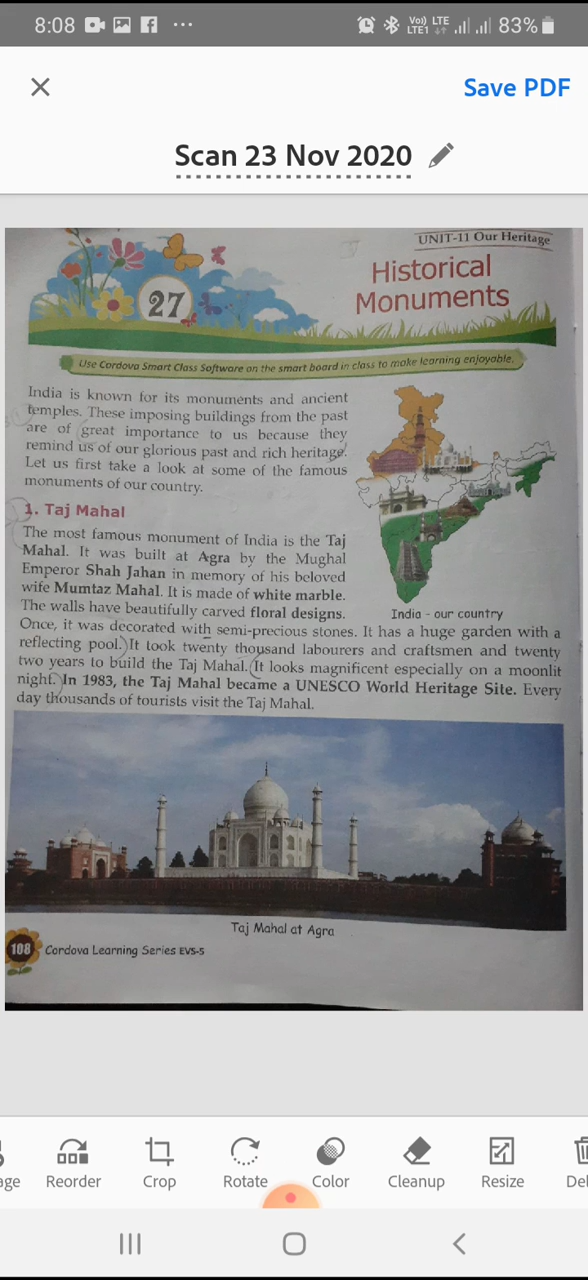 8:08
Vo) LTE
LTE1
83%
Save PDF
Scan 23 Nov 2020
UNIT-11 Our Heritage
27
Historical
Monuments
Use Cordova Smart Class Software on the smart board in class to make learning enjoyable.
India is known for its monuments and ancient
temples. These imposing buildings from the past
are of great importance to us because they
remind us of our glorious past and rich heritage.
Let us first take a look at some of the famous
monuments of our country.
1. Taj Mahal
The most famous monument of India is the Taj
Mahal. It was built at Agra by the Mughal
Emperor Shah Jahan in memory of his beloved
wife Mumtaz Mahal. It is made of white marble.
The walls have beautifully carved floral designs.
India - our country
Once, it was decorated with semi-precious stones. It has a huge garden with a
reflecting pool. It took twenty thousand labourers and craftsmen and twenty
two years to build the Taj Mahal. It looks magnificent especially on a moonlit
night. In 1983, the Taj Mahal became a UNESCO World Heritage Site. Every
day thousands of tourists visit the Taj Mahal.
Taj Mahal at Agra
108 Cordova Learning Series EVS-5
age Reorder Crop Rotate Color Cleanup Resize Del